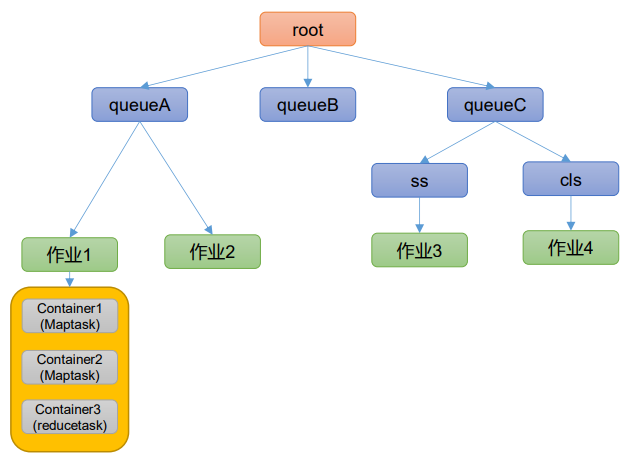 root
queueA
queueB
queueC
ss
cls
作业1
作业2
作业3
作业4
Container1
(Maptask)
Container2
(Maptask)
Container3
(reducetask)